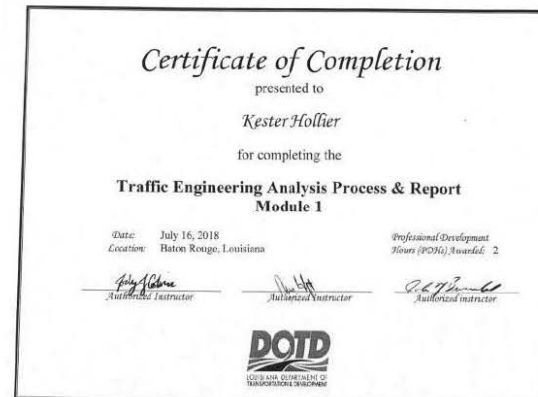 Certificate of Completion
presented to
Kester Hollier
for completing the
Traffic Engineering Analysis Process & Report
Module 1
Date: July 16, 2018
Location: Baton Rouge, Louisiana
Professional Development
Hours (PDHs) Awarded: 2
Authorized Instructor
Authorized Instructor
Authorized instructor
DOTD
LOUISIANA DEPARTMENT OF
TRANSPORTATION & DEVELOPMENT